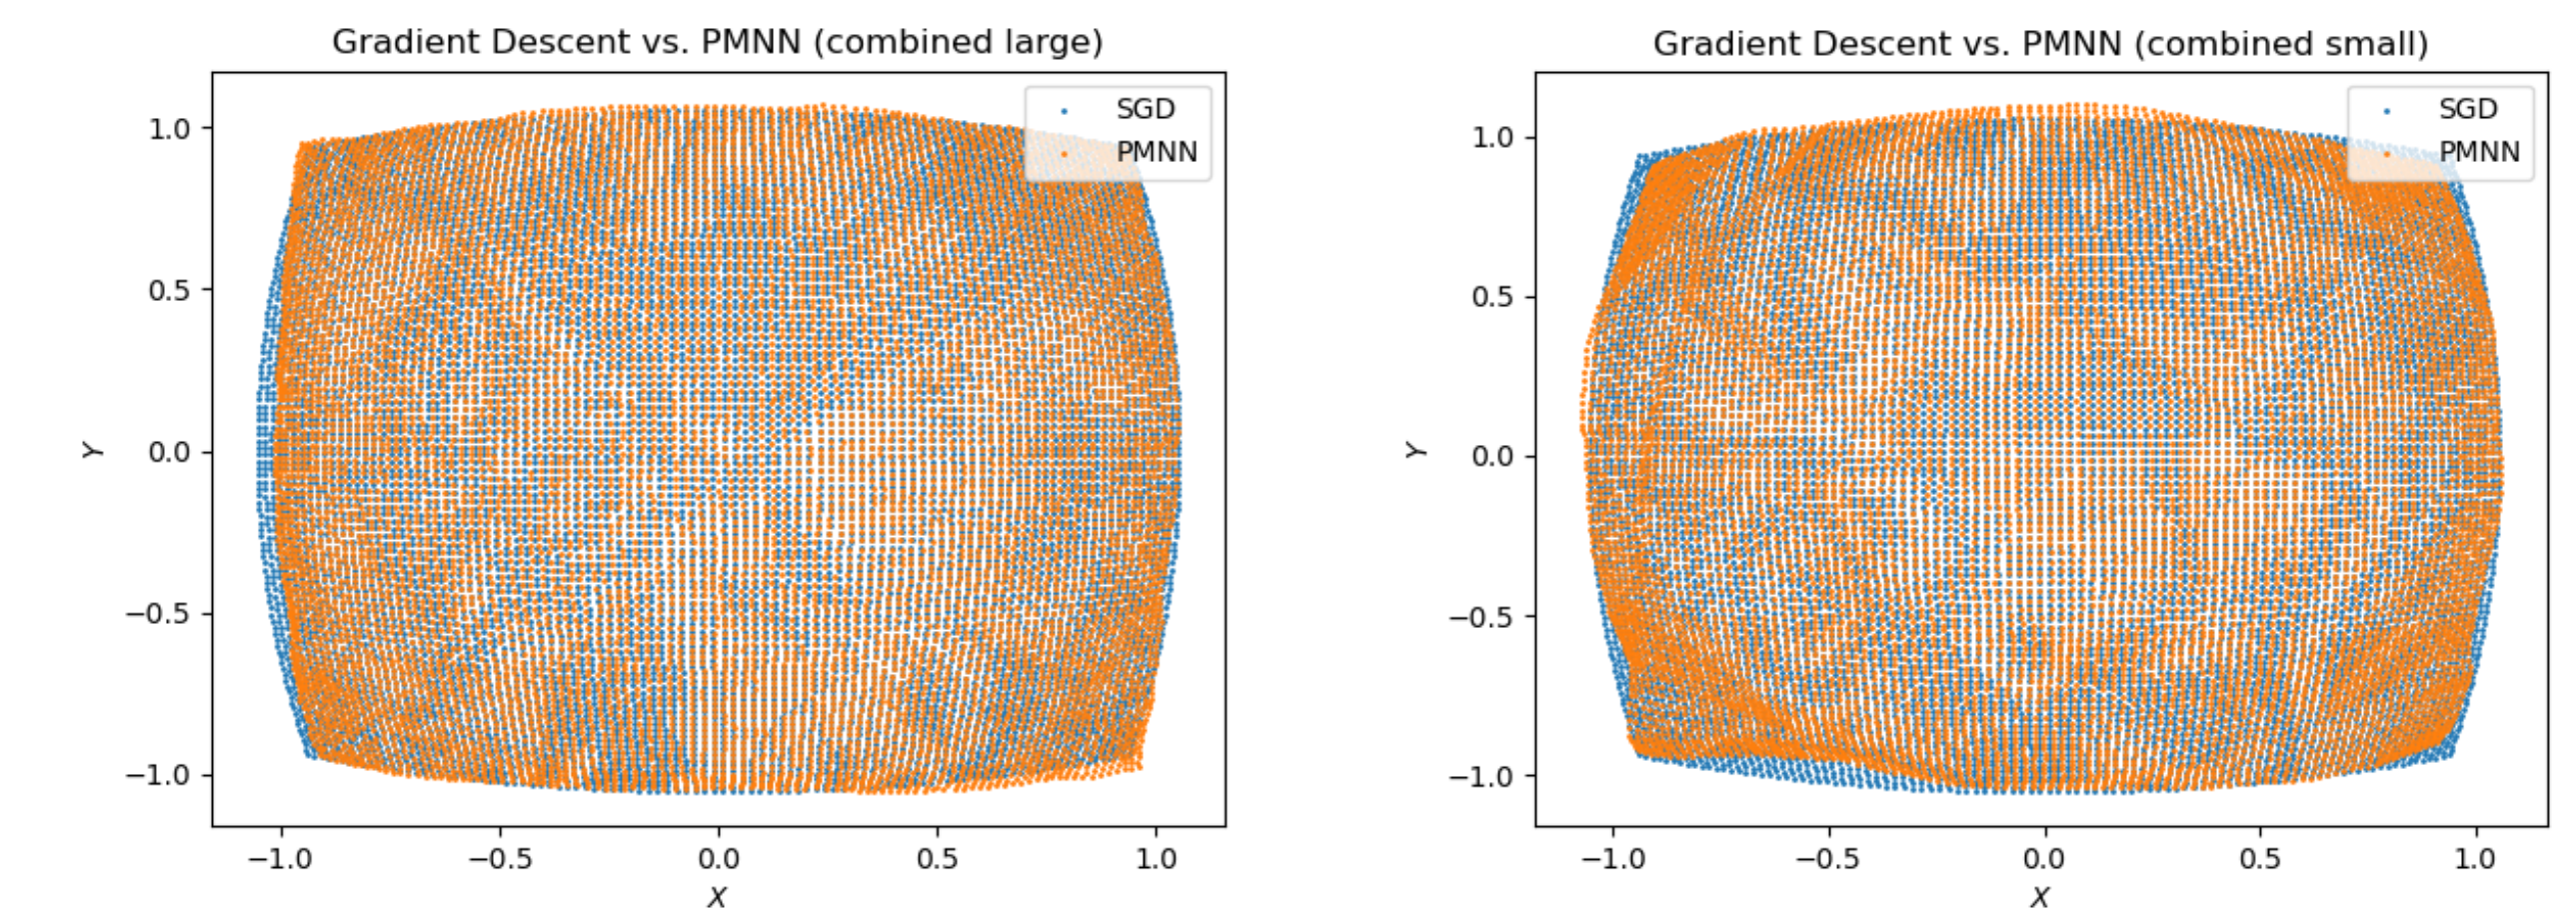 Gradient Descent vs. PMNN (combined large)
SGD
PMNN
1.0
0.5
0.0
−0.5
−1.0
Y
−1.0 −0.5 0.0 0.5 1.0
X
Gradient Descent vs. PMNN (combined small)
SGD
PMNN
1.0
0.5
0.0
−0.5
−1.0
Y
−1.0 −0.5 0.0 0.5 1.0
X